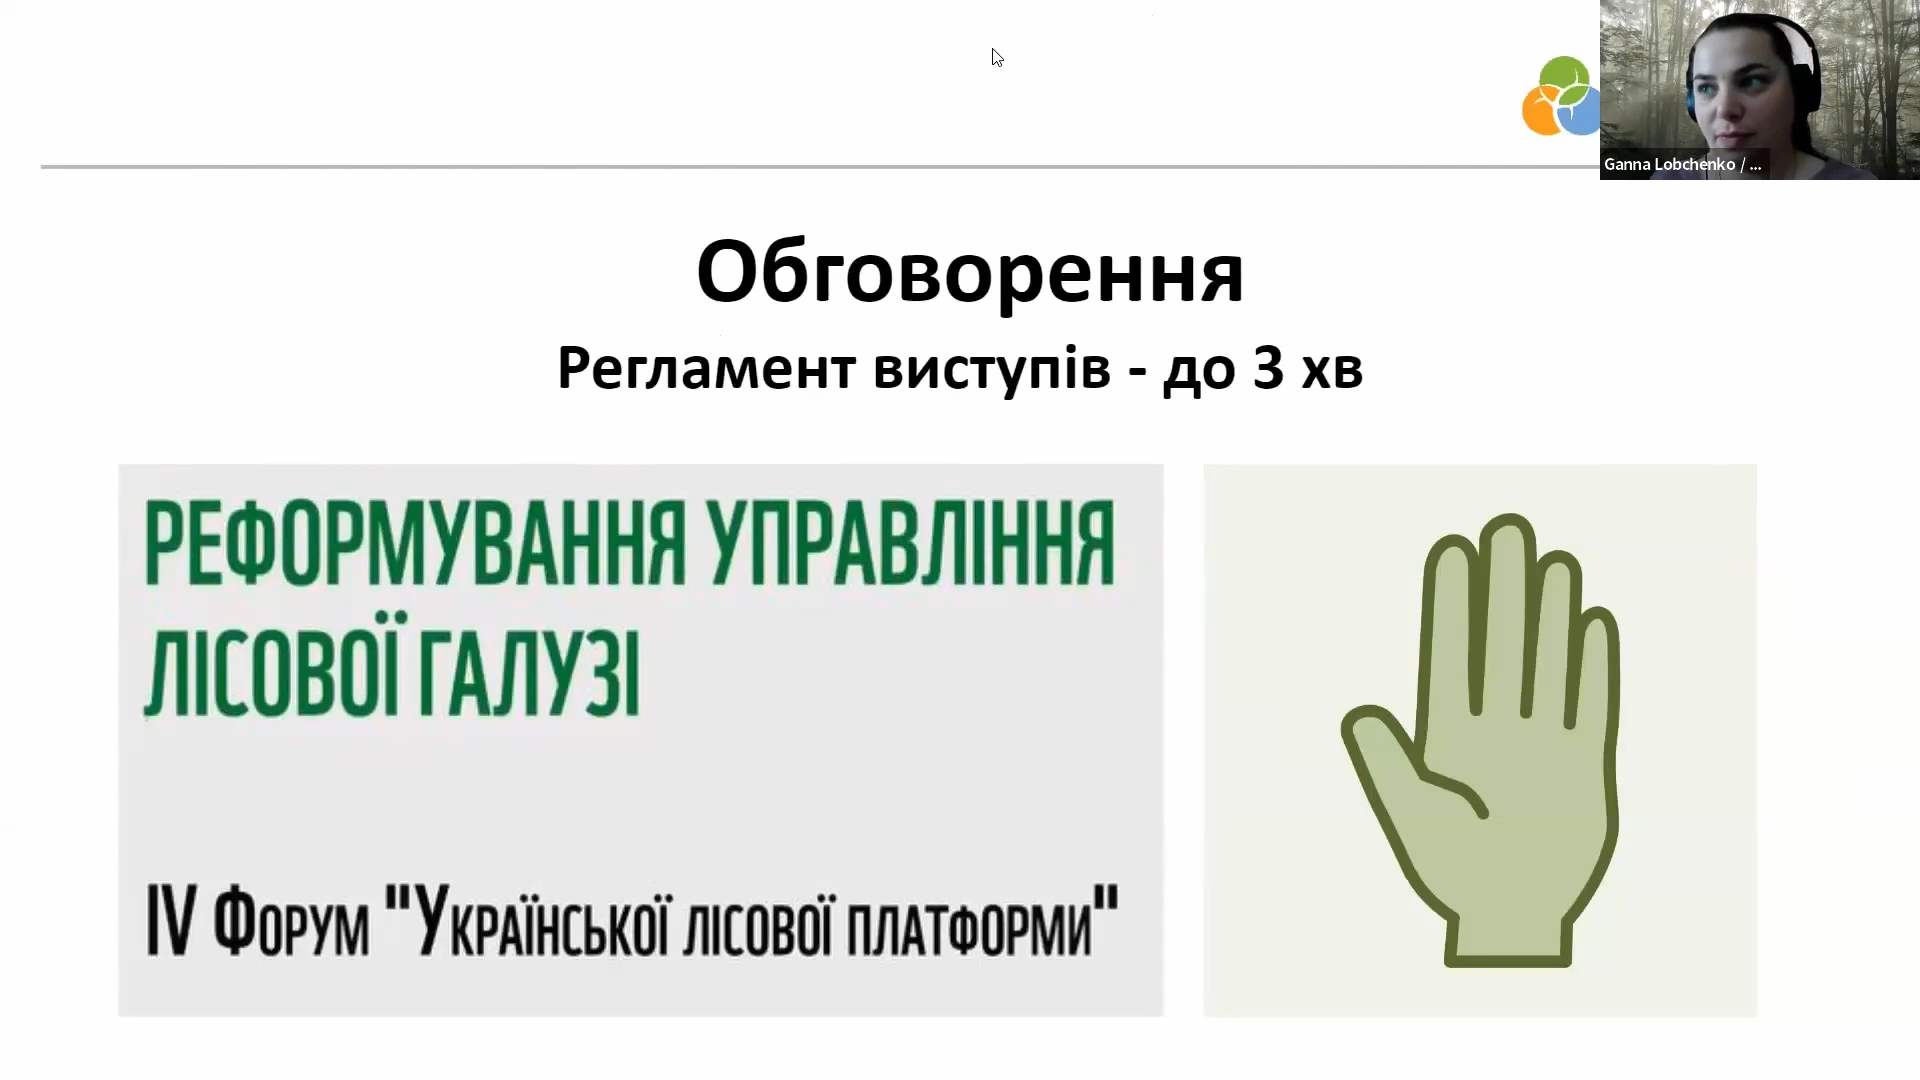 Ganna Lobchenko / ...
Обговорення
Регламент виступів - до 3 хв
РЕФОРМУВАННЯ УПРАВЛІННЯ
ЛІСОВОЇ ГАЛУЗІ
IV Форум "Української лісової платформи"